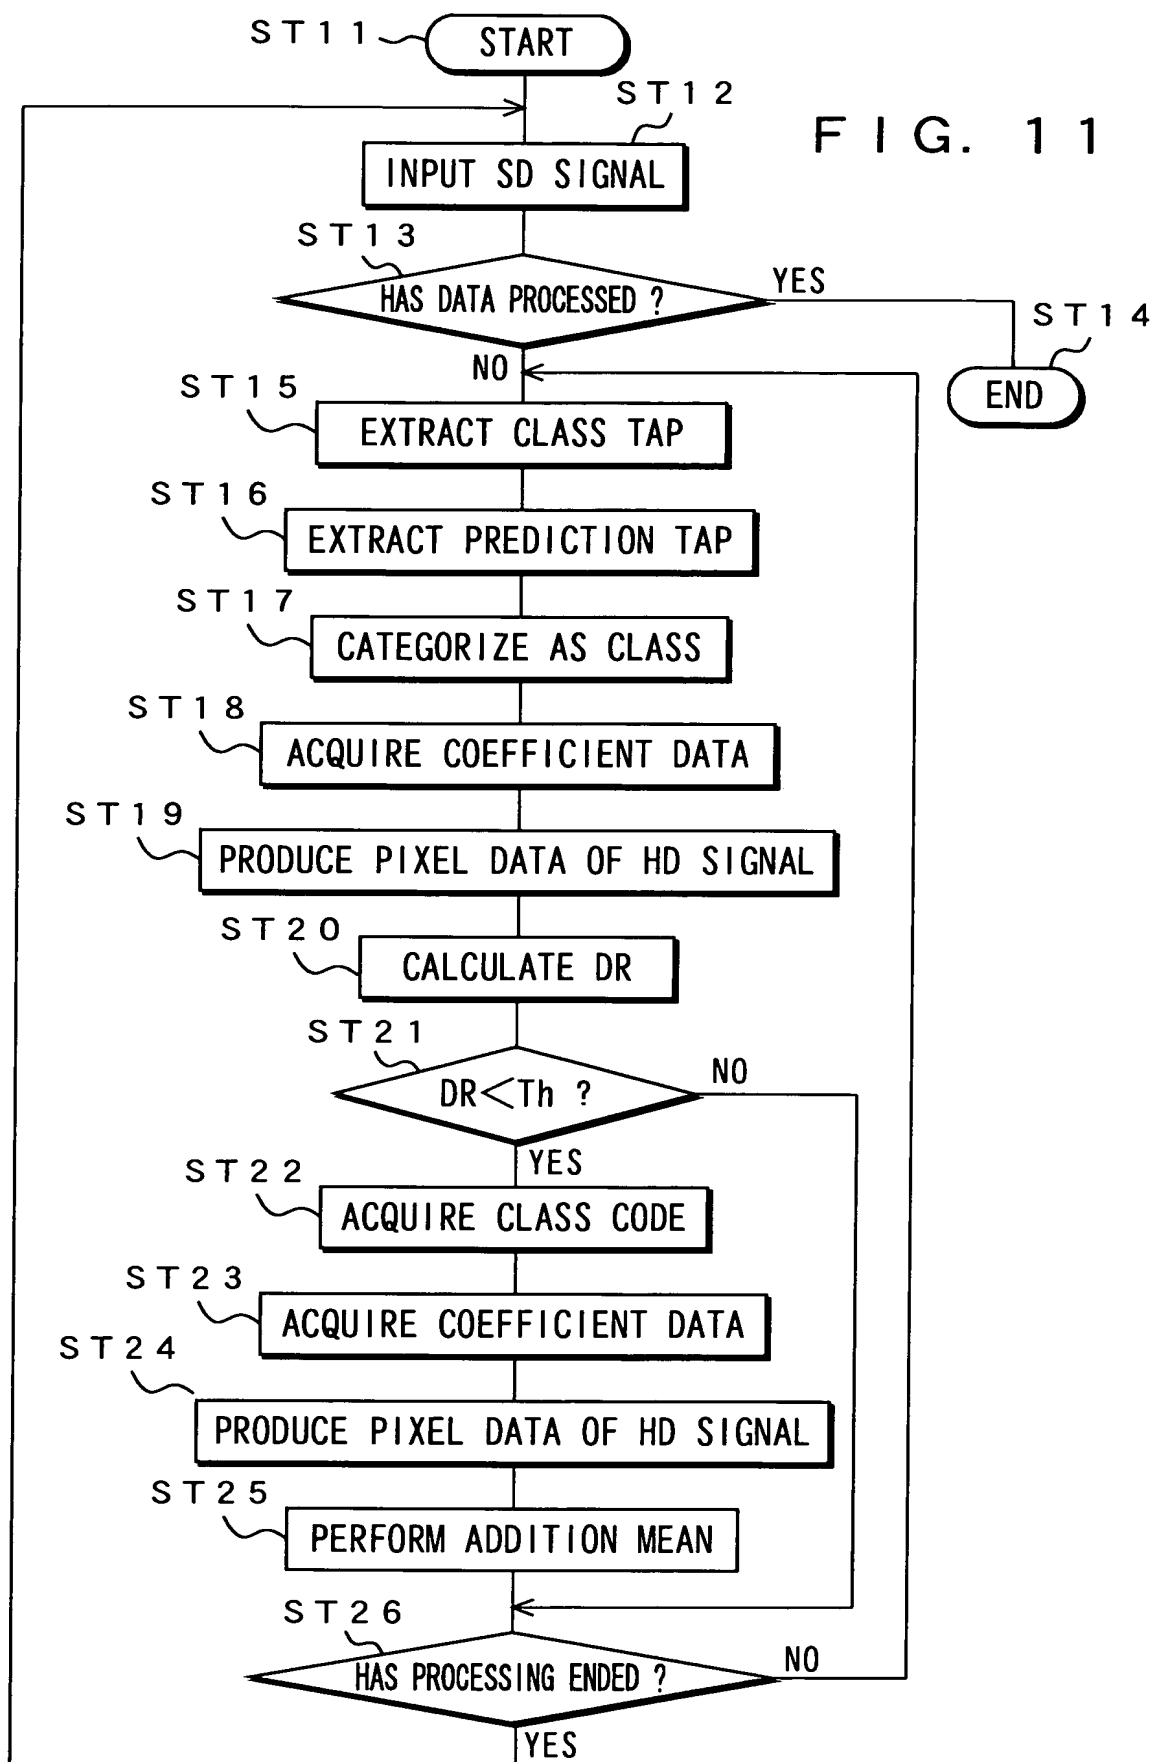 ST11
START
FIG. 11
ST12
INPUT SD SIGNAL
ST13
HAS DATA PROCESSED ?
YES
ST14
END
NO
ST15
EXTRACT CLASS TAP
ST16
EXTRACT PREDICTION TAP
ST17
CATEGORIZE AS CLASS
ST18
ACQUIRE COEFFICIENT DATA
ST19
PRODUCE PIXEL DATA OF HD SIGNAL
ST20
CALCULATE DR
ST21
DR<Th ?
NO
YES
ST22
ACQUIRE CLASS CODE
ST23
ACQUIRE COEFFICIENT DATA
ST24
PRODUCE PIXEL DATA OF HD SIGNAL
ST25
PERFORM ADDITION MEAN
ST26
HAS PROCESSING ENDED ?
NO
YES